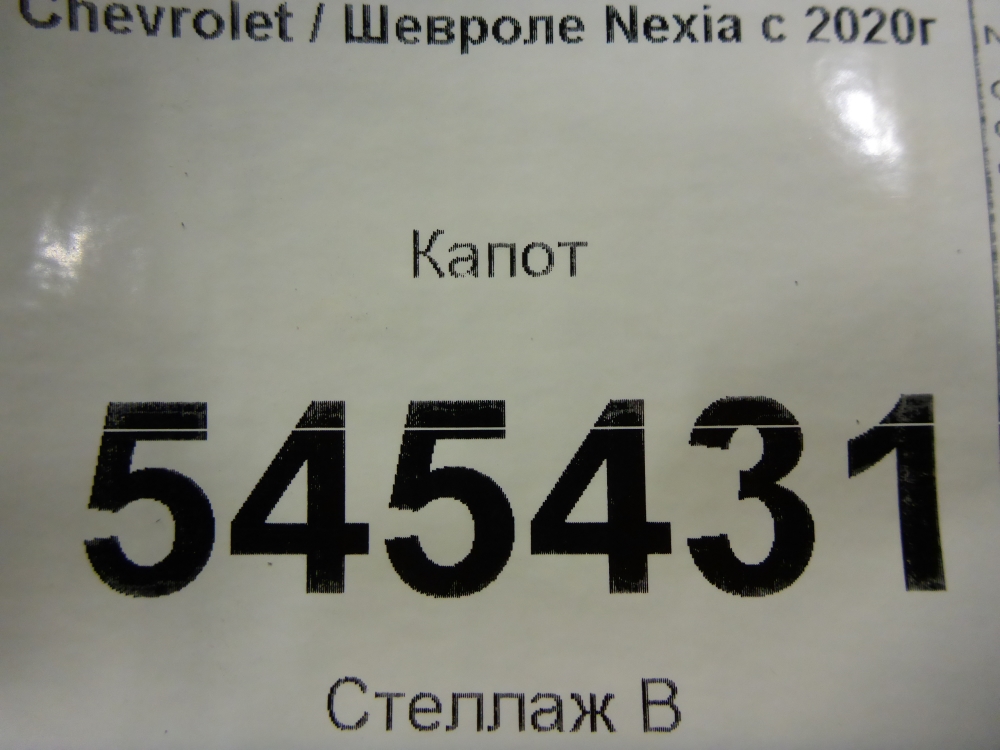 Chevrolet / Шевроле Nexia с 2020г
Капот
545431
Стеллаж В